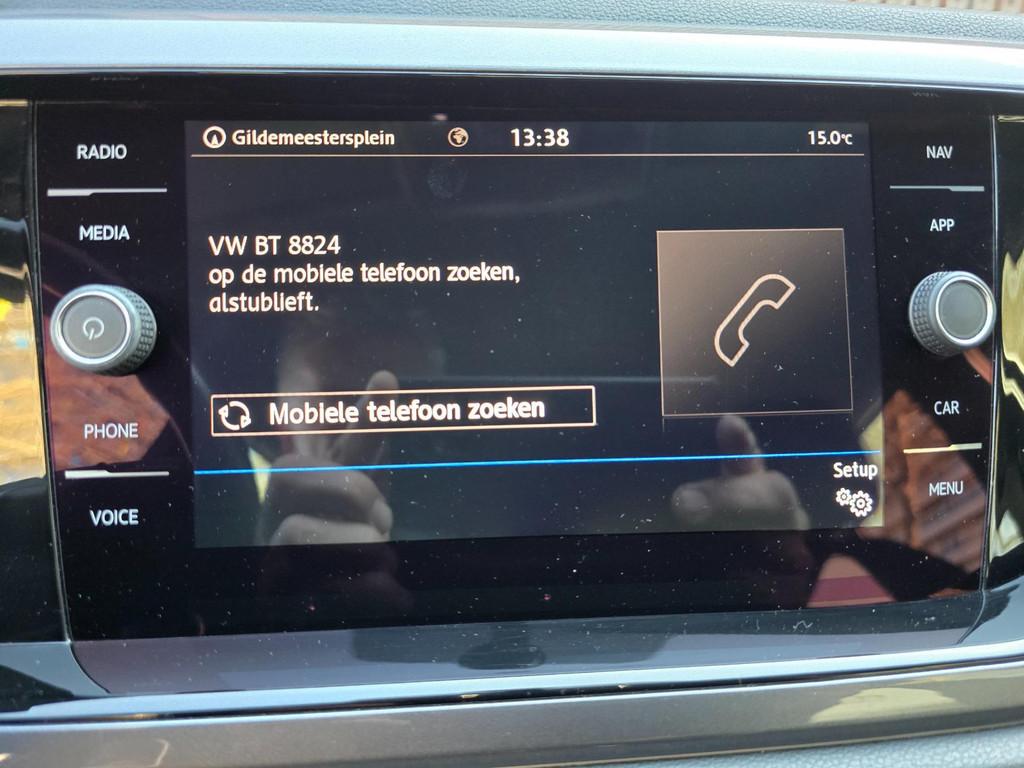 RADIO
MEDIA
PHONE
VOICE
Gildemeestersplein 13:38 15.0°C
VW BT 8824
op de mobiele telefoon zoeken,
alstublieft.
Mobiele telefoon zoeken
Setup
NAV
APP
CAR
MENU